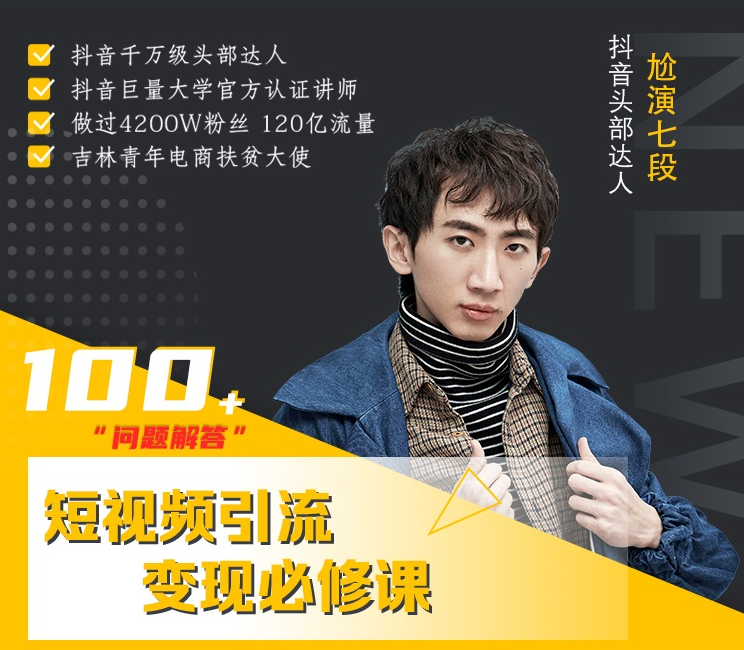 抖音千万级头部达人
抖音巨量大学官方认证讲师
做过4200W粉丝 120亿流量
吉林青年电商扶贫大使
抖音头部达人
尬演七段
NEW
100+
“问题解答”
短视频引流
变现必修课